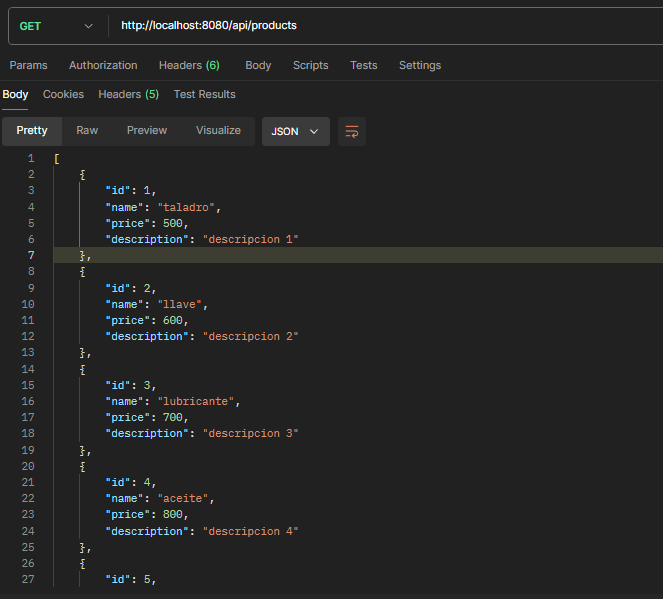 GET http://localhost:8080/api/products
Params Authorization Headers (6) Body Scripts Tests Settings
Body Cookies Headers (5) Test Results
Pretty Raw Preview Visualize JSON
1 [
2 {
3 "id": 1,
4 "name": "taladro",
5 "price": 500,
6 "description": "descripcion 1"
7 },
8 {
9 "id": 2,
10 "name": "llave",
11 "price": 600,
12 "description": "descripcion 2"
13 },
14 {
15 "id": 3,
16 "name": "lubricante",
17 "price": 700,
18 "description": "descripcion 3"
19 },
20 {
21 "id": 4,
22 "name": "aceite",
23 "price": 800,
24 "description": "descripcion 4"
25 },
26 {
27 "id": 5,